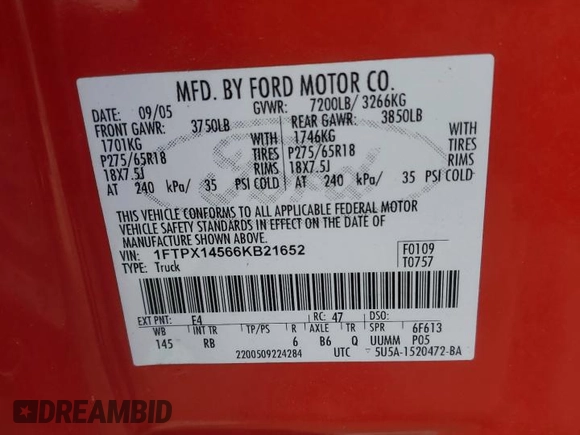 MFD. BY FORD MOTOR CO.
DATE: 09/05 GVWR: 7200LB/ 3266KG
FRONT GAWR: 3750LB REAR GAWR: 3850LB
1701KG WITH 1746KG WITH
P275/65R18 TIRES P275/65R18 TIRES
18X7.5J RIMS 18X7.5J RIMS
AT 240 kPa/ 35 PSI COLD AT 240 kPa/ 35 PSI COLD
THIS VEHICLE CONFORMS TO ALL APPLICABLE FEDERAL MOTOR
VEHICLE SAFETY STANDARDS IN EFFECT ON THE DATE OF
MANUFACTURE SHOWN ABOVE.
VIN: 1FTPX14566KB21652 F0109
TYPE: Truck T0757
EXT PNT: E4 RC: 47 DSO:
WB INT TR TP/PS R AXLE TR SPR 6F613
145 RB 6 B6 Q UUMM P05
2200509224284 UTC 5U5A-1520472-BA
Ford
DREAMBID